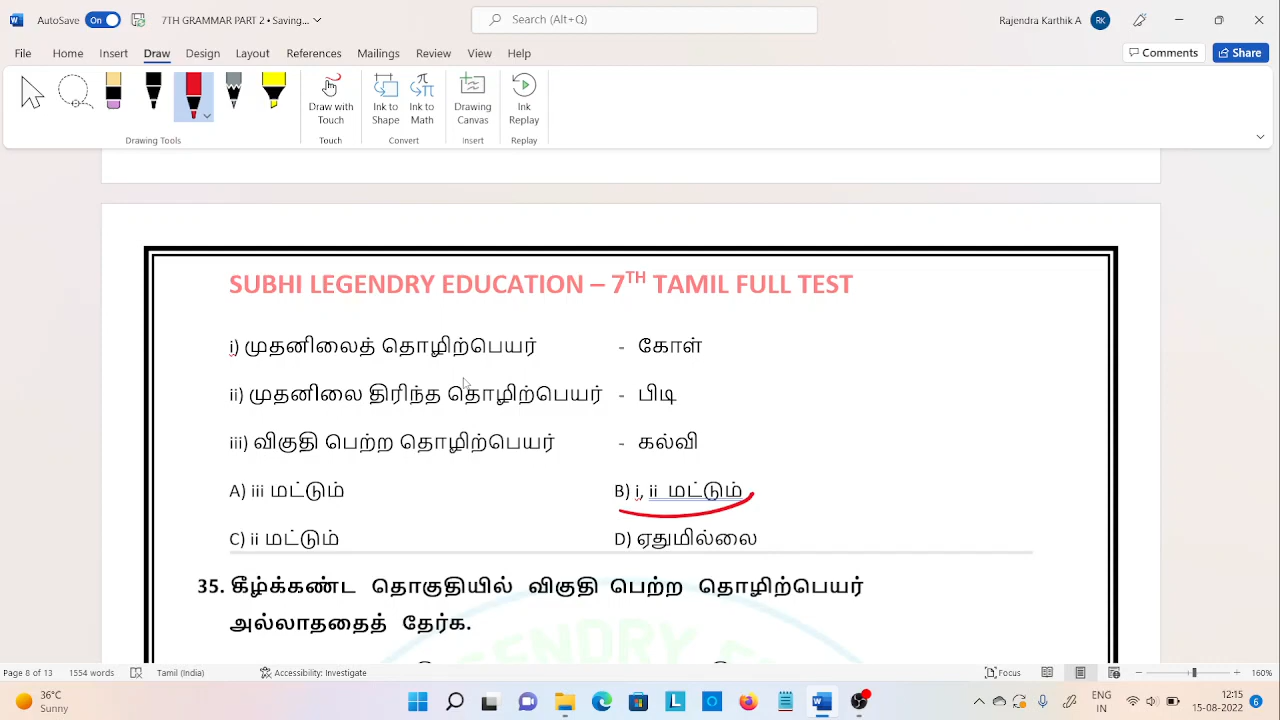 AutoSave On 7TH GRAMMAR PART 2 • Saving... Search (Alt+Q) Rajendra Karthik A RK
File Home Insert Draw Design Layout References Mailings Review View Help Comments Share
Draw with Touch Ink to Shape Ink to Math Drawing Canvas Ink Replay
Drawing Tools Touch Convert Insert Replay
SUBHI LEGENDRY EDUCATION – 7TH TAMIL FULL TEST
i) முதனிலைத் தொழிற்பெயர் - கோள்
ii) முதனிலை திரிந்த தொழிற்பெயர் - பிடி
iii) விகுதி பெற்ற தொழிற்பெயர் - கல்வி
A) iii மட்டும் B) i, ii மட்டும்
C) ii மட்டும் D) ஏதுமில்லை
35. கீழ்க்கண்ட தொகுதியில் விகுதி பெற்ற தொழிற்பெயர்
அல்லாததைத் தேர்க.
Page 6 of 13 1554 words Tamil (India) Accessibility: Investigate Focus 160%
36°C
Sunny
ENG
IN
12:15
15-08-2022
6